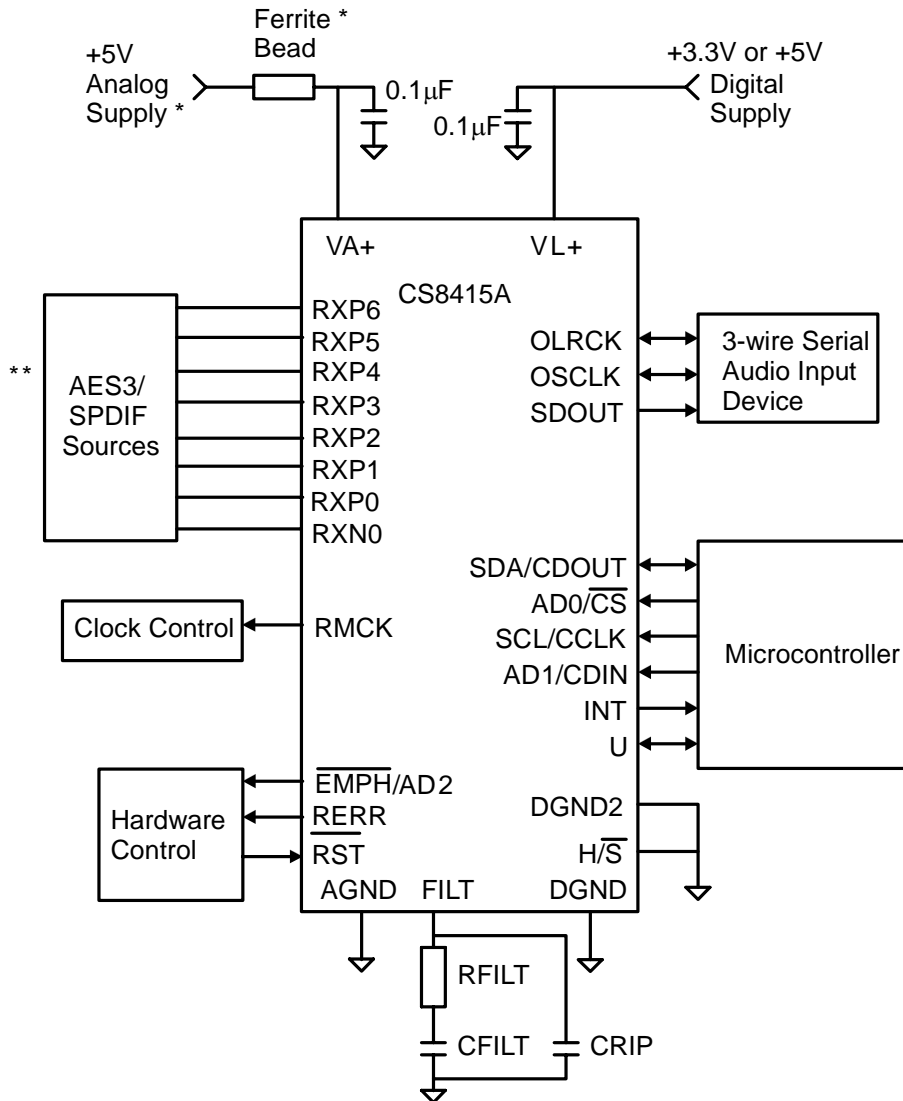 Ferrite *
Bead
+5V
Analog
Supply *
0.1µF
0.1µF
+3.3V or +5V
Digital
Supply
VA+
VL+
CS8415A
**
AES3/
SPDIF
Sources
RXP6
RXP5
RXP4
RXP3
RXP2
RXP1
RXP0
RXN0
OLRCK
OSCLK
SDOUT
3-wire Serial
Audio Input
Device
Clock Control
RMCK
SDA/CDOUT
AD0/C̅S̅
SCL/CCLK
AD1/CDIN
INT
U
Microcontroller
Hardware
Control
E̅M̅P̅H̅/AD2
RERR
R̅S̅T̅
DGND2
H/S̅
AGND
FILT
DGND
RFILT
CFILT
CRIP